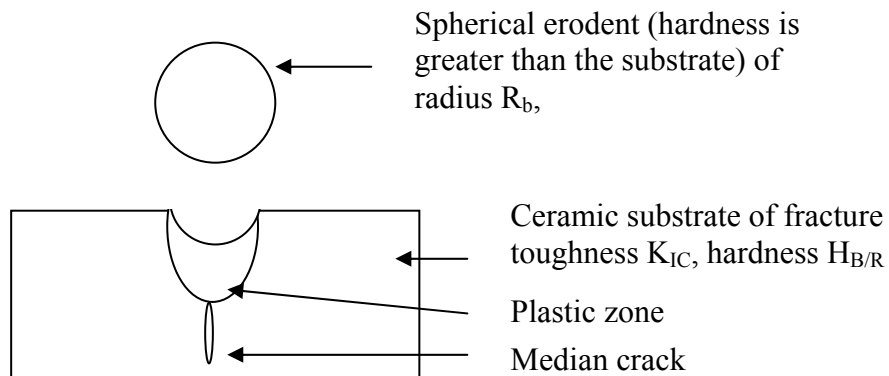 Spherical erodent (hardness is
greater than the substrate) of
radius R_b,
Ceramic substrate of fracture
toughness K_IC, hardness H_B/R
Plastic zone
Median crack